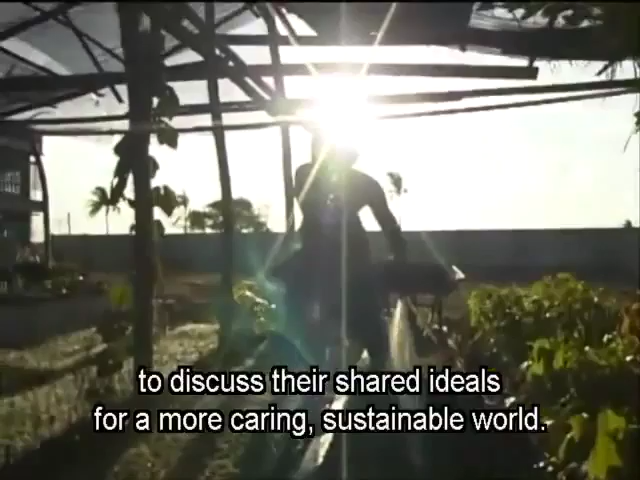 to discuss their shared ideals
for a more caring, sustainable world.